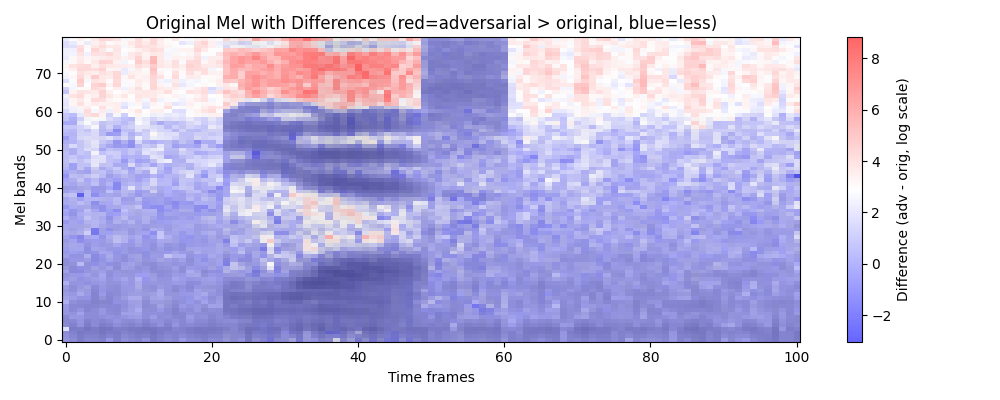 Original Mel with Differences (red=adversarial > original, blue=less)
Mel bands
70
60
50
40
30
20
10
0
0 20 40 60 80 100
Time frames
8
6
4
2
0
−2
Difference (adv - orig, log scale)